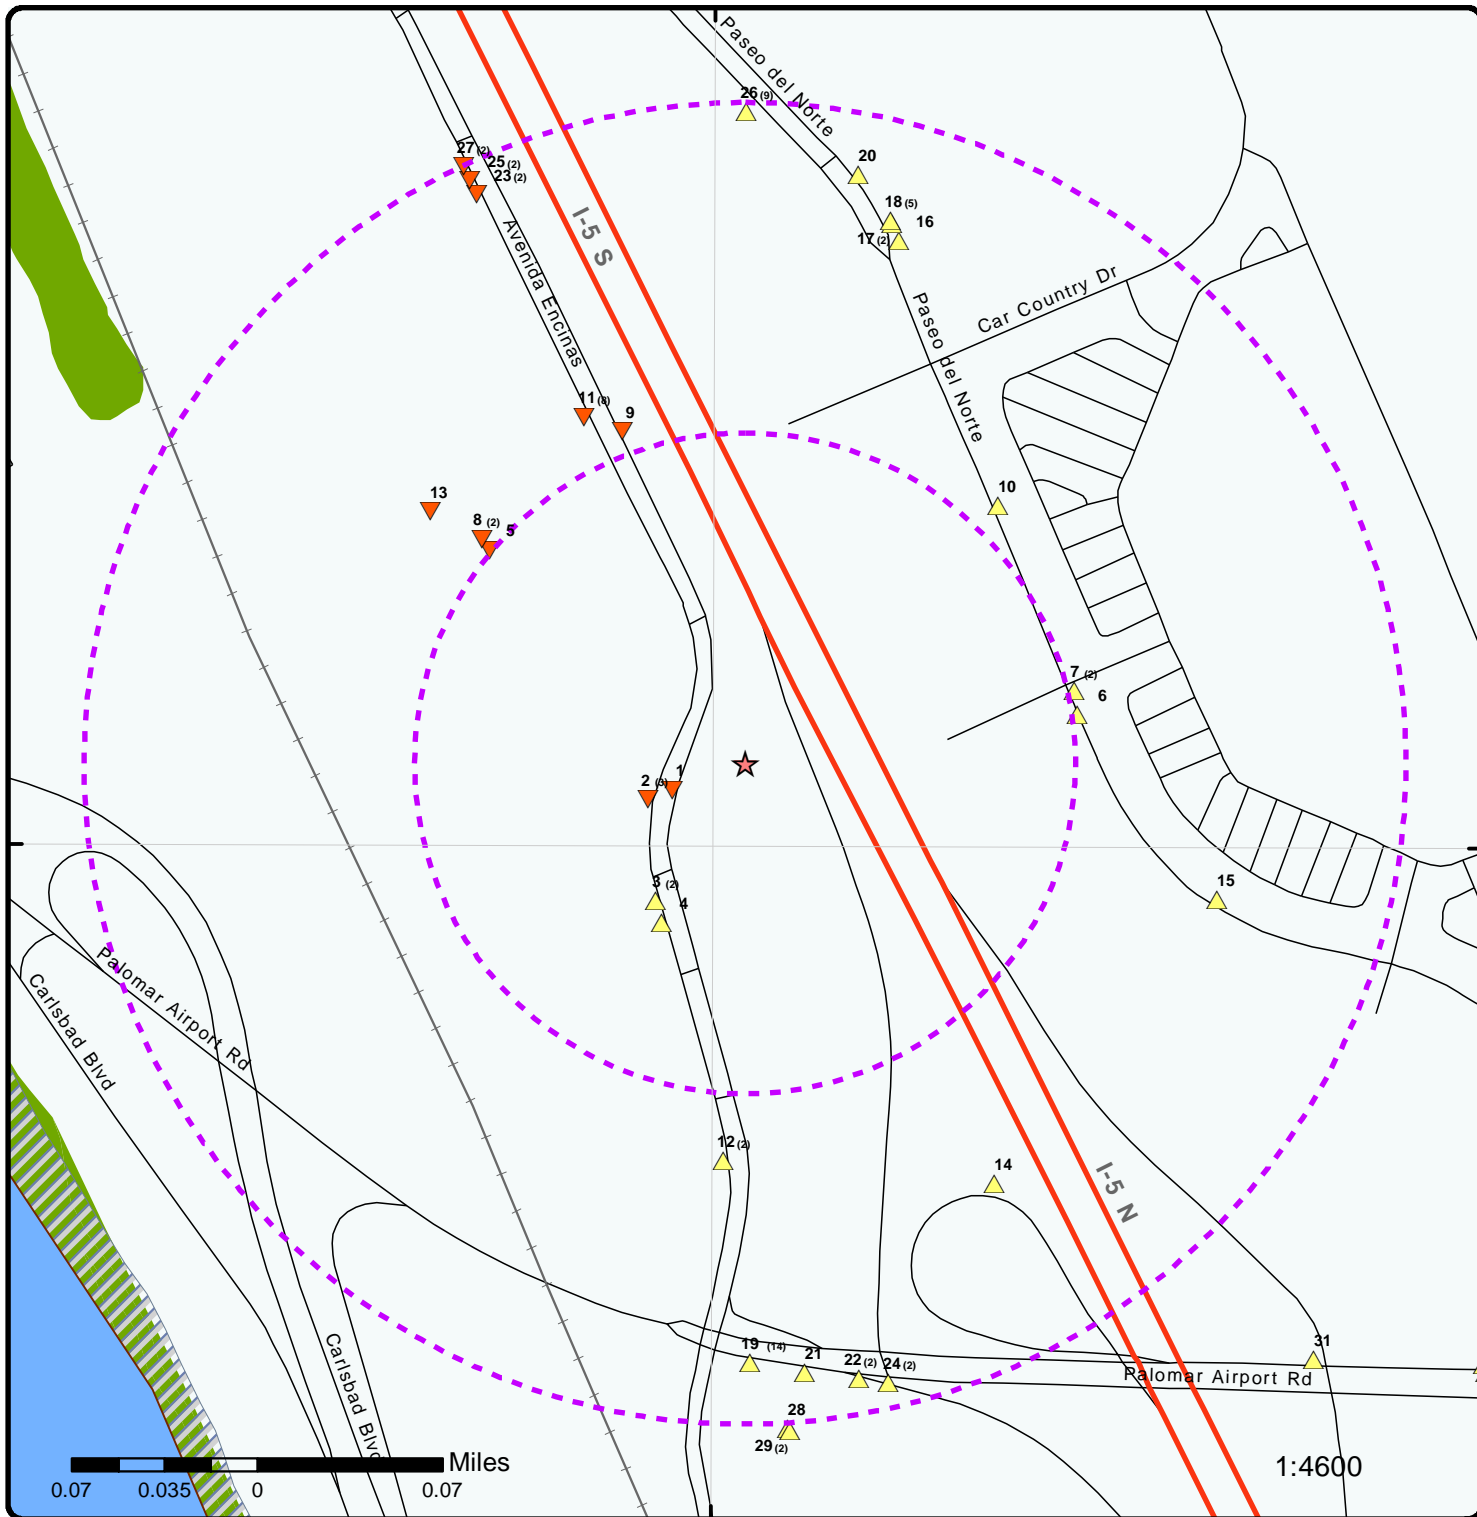 Paseo del Norte
26 (9)
20
27 (2)
25 (2)
23 (2)
18 (5)
16
17 (2)
I-5 S
Avenida Encinas
Car Country Dr
Paseo del Norte
11 (8)
9
13
10
8 (2)
5
7 (2)
6
1
2 (3)
3 (2)
4
15
Palomar Airport Rd
Carlsbad Blvd
12 (2)
14
I-5 N
19 (14)
21
22 (2)
24 (2)
31
Palomar Airport Rd
Carlsbad Blvd
28
29 (2)
Miles
1:4600
0.07 0.035 0 0.07